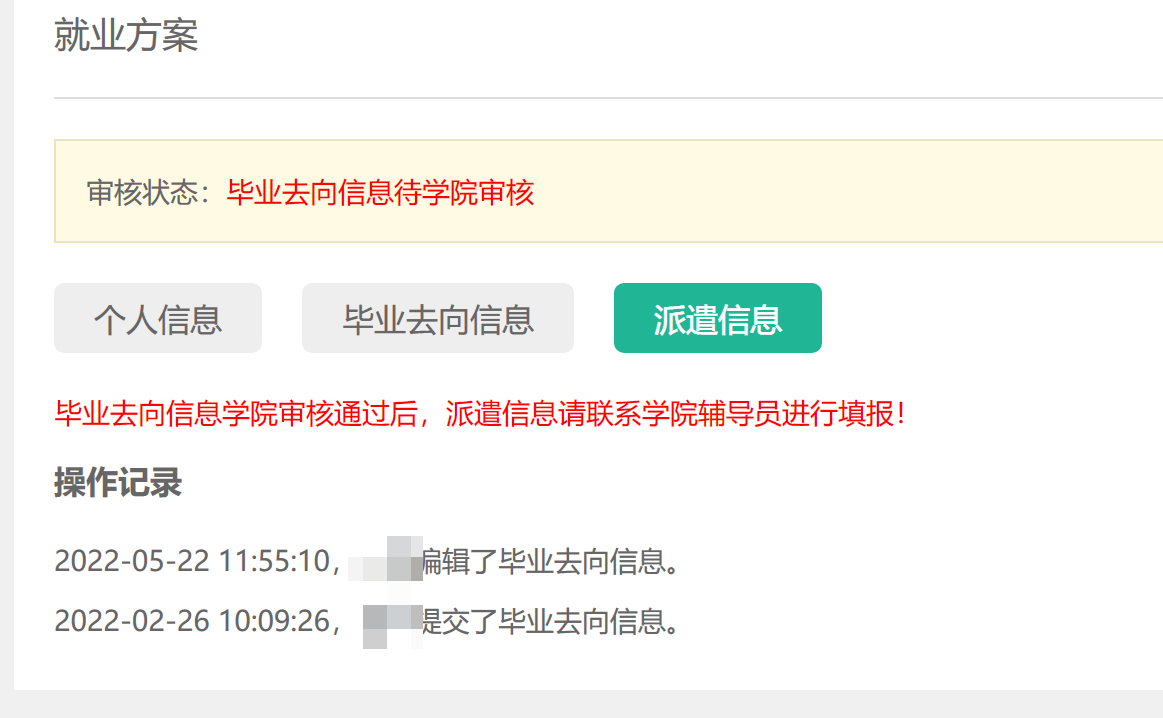 就业方案
审核状态：毕业去向信息待学院审核
个人信息 毕业去向信息 派遣信息
毕业去向信息学院审核通过后，派遣信息请联系学院辅导员进行填报！
操作记录
2022-05-22 11:55:10，编辑了毕业去向信息。
2022-02-26 10:09:26，提交了毕业去向信息。